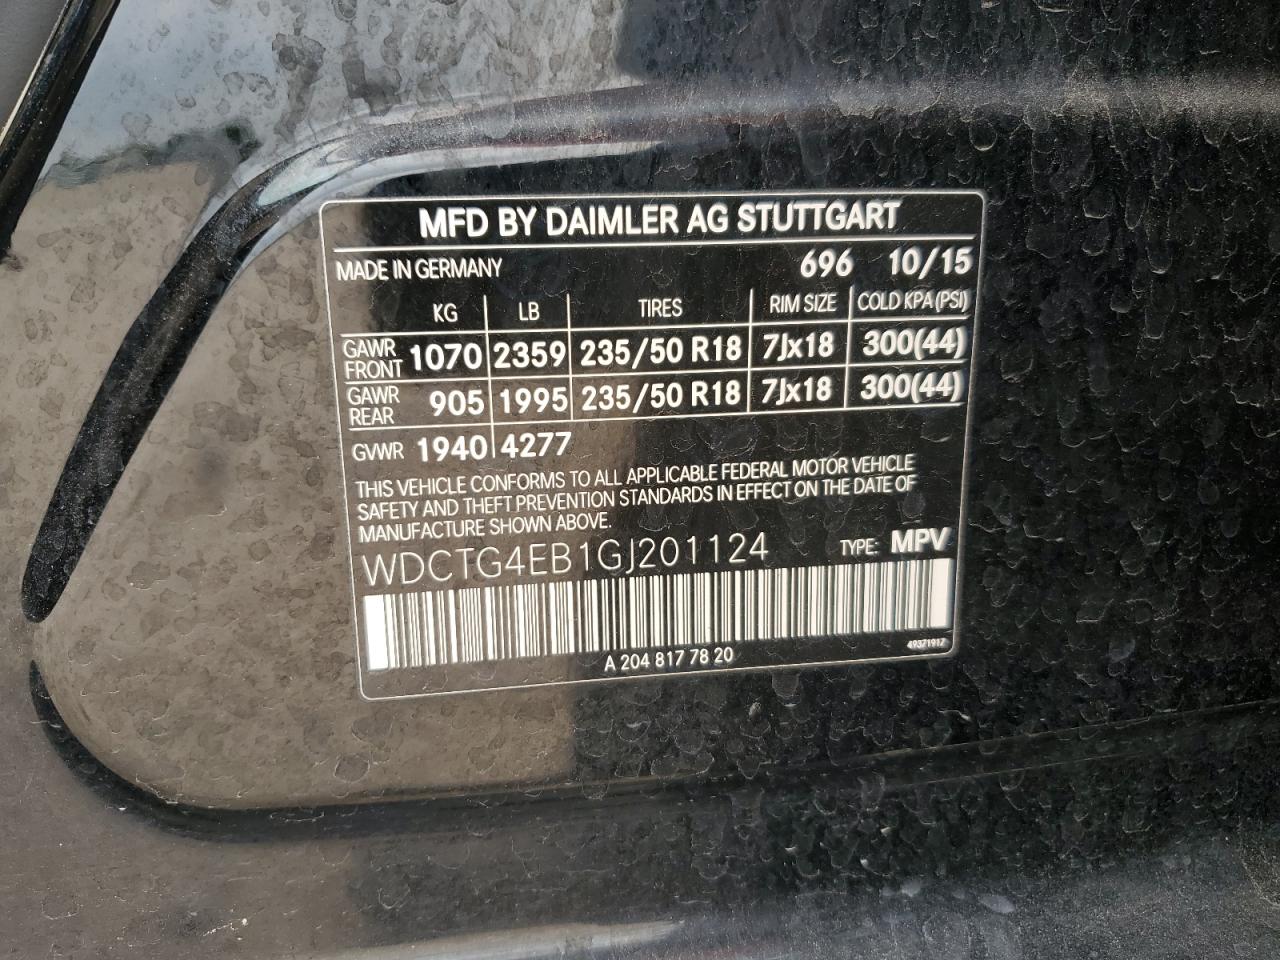 MFD BY DAIMLER AG STUTTGART
MADE IN GERMANY 696 10/15
KG LB TIRES RIM SIZE COLD KPA (PSI)
GAWR FRONT 1070 2359 235/50 R18 7Jx18 300(44)
GAWR REAR 905 1995 235/50 R18 7Jx18 300(44)
GVWR 1940 4277
THIS VEHICLE CONFORMS TO ALL APPLICABLE FEDERAL MOTOR VEHICLE
SAFETY AND THEFT PREVENTION STANDARDS IN EFFECT ON THE DATE OF
MANUFACTURE SHOWN ABOVE.
WDCTG4EB1GJ201124 TYPE: MPV
A 204 817 78 20 49371917